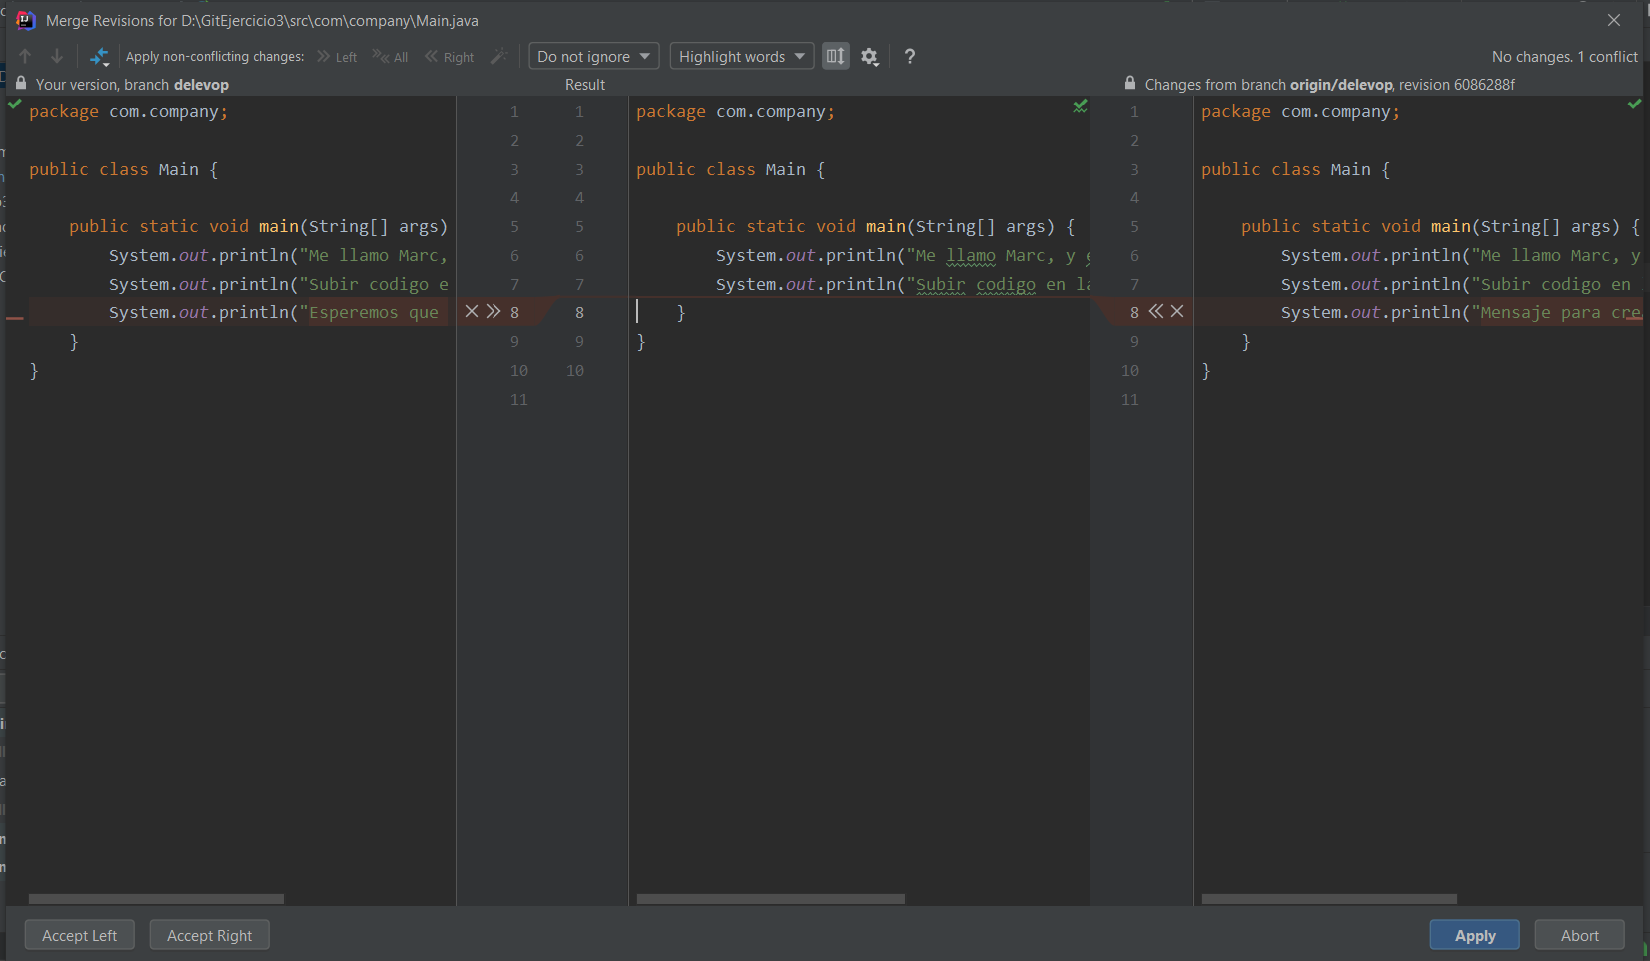 Merge Revisions for D:\GitEjercicio3\src\com\company\Main.java
Apply non-conflicting changes: Left All Right Do not ignore Highlight words ? No changes. 1 conflict
Your version, branch delevop
Result
Changes from branch origin/delevop, revision 6086288f
package com.company;
public class Main {
public static void main(String[] args)
System.out.println("Me llamo Marc,
System.out.println("Subir codigo e
System.out.println("Esperemos que
}
}
1
2
3
4
5
6
7
8
9
10
11
1
2
3
4
5
6
7
8
9
10
package com.company;
public class Main {
public static void main(String[] args) {
System.out.println("Me llamo Marc, y
System.out.println("Subir codigo en la
}
}
1
2
3
4
5
6
7
8
9
10
11
package com.company;
public class Main {
public static void main(String[] args) {
System.out.println("Me llamo Marc, y
System.out.println("Subir codigo en
System.out.println("Mensaje para cre
}
}
Accept Left Accept Right Apply Abort